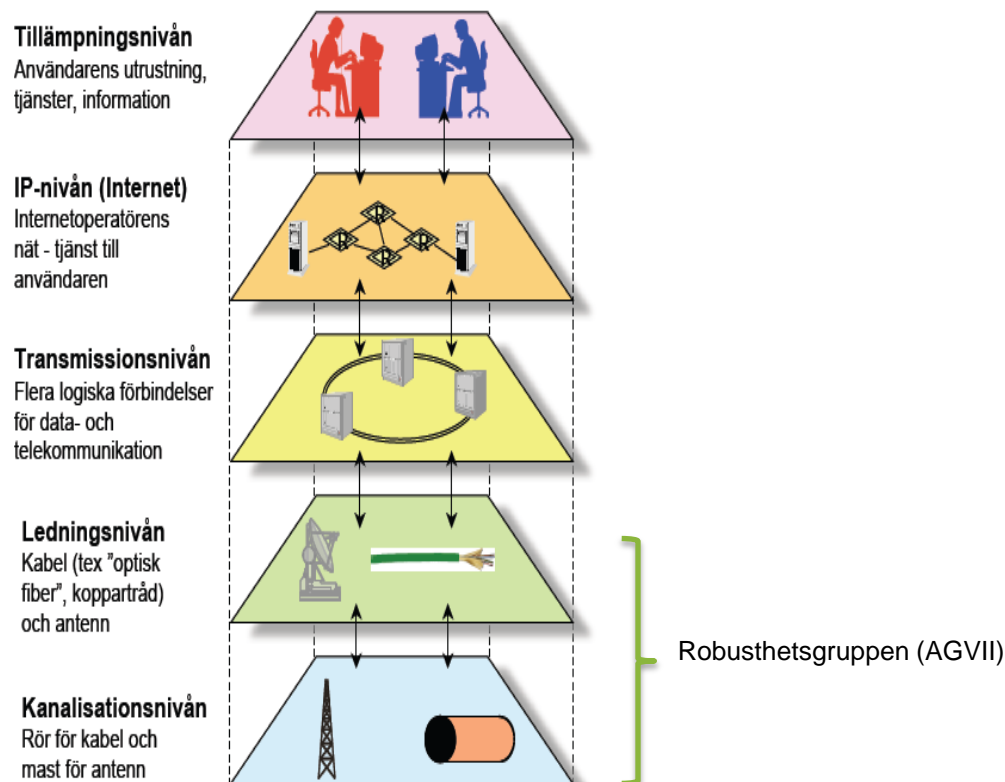 Tillämpningsnivån
Användarens utrustning,
tjänster, information
IP-nivån (Internet)
Internetoperatörens
nät - tjänst till
användaren
R
R
R
R
Transmissionsnivån
Flera logiska förbindelser
för data- och
telekommunikation
Ledningsnivån
Kabel (tex ”optisk
fiber”, koppartråd)
och antenn
Robusthetsgruppen (AGVII)
Kanalisationsnivån
Rör för kabel och
mast för antenn